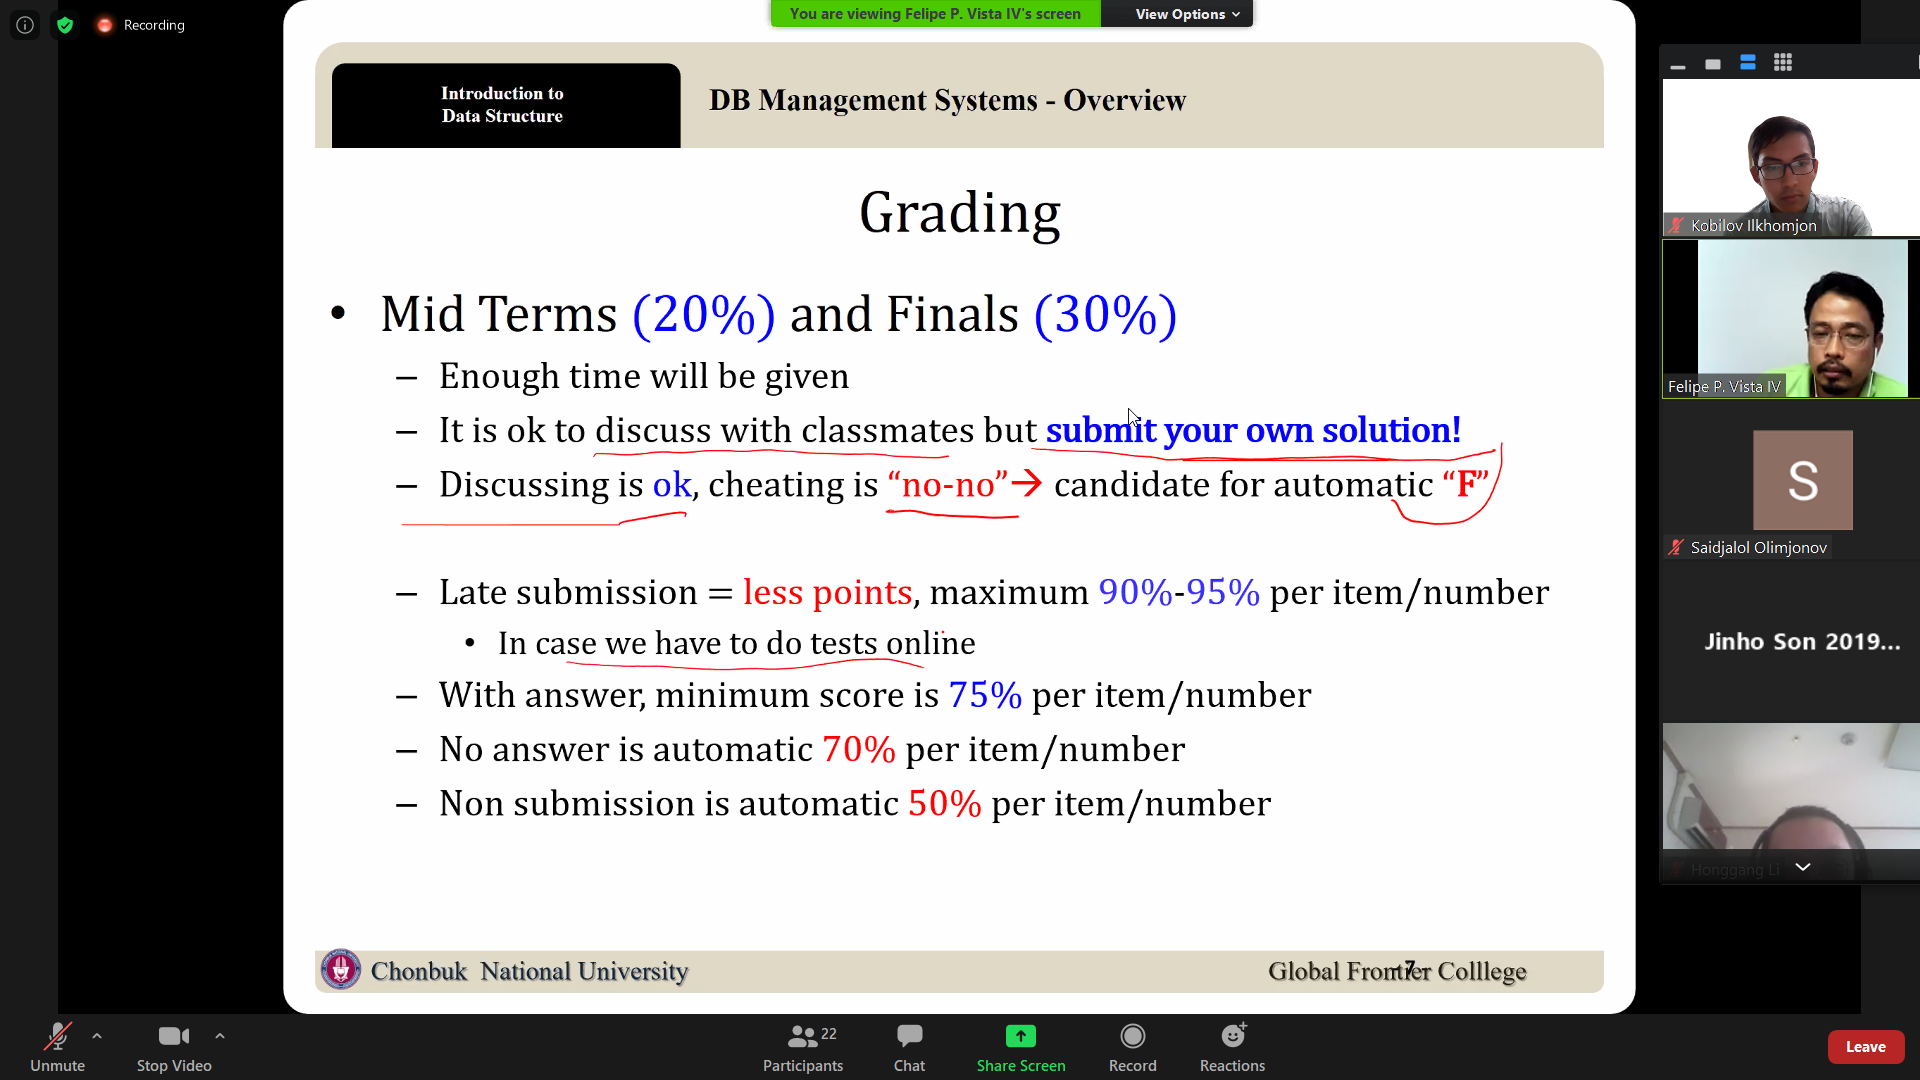 Recording
You are viewing Felipe P. Vista IV's screen
View Options
Introduction to
Data Structure
DB Management Systems - Overview
Grading
• Mid Terms (20%) and Finals (30%)
– Enough time will be given
– It is ok to discuss with classmates but submit your own solution!
– Discussing is ok, cheating is “no-no”→ candidate for automatic “F”
– Late submission = less points, maximum 90%-95% per item/number
• In case we have to do tests online
– With answer, minimum score is 75% per item/number
– No answer is automatic 70% per item/number
– Non submission is automatic 50% per item/number
Chonbuk National University
Global Frontier Colllege
- 7 -
Kobilov Ilkhomjon
Felipe P. Vista IV
S
Saidjalol Olimjonov
Jinho Son 2019...
Honggang Li
Unmute
Stop Video
22
Participants
Chat
Share Screen
Record
Reactions
Leave